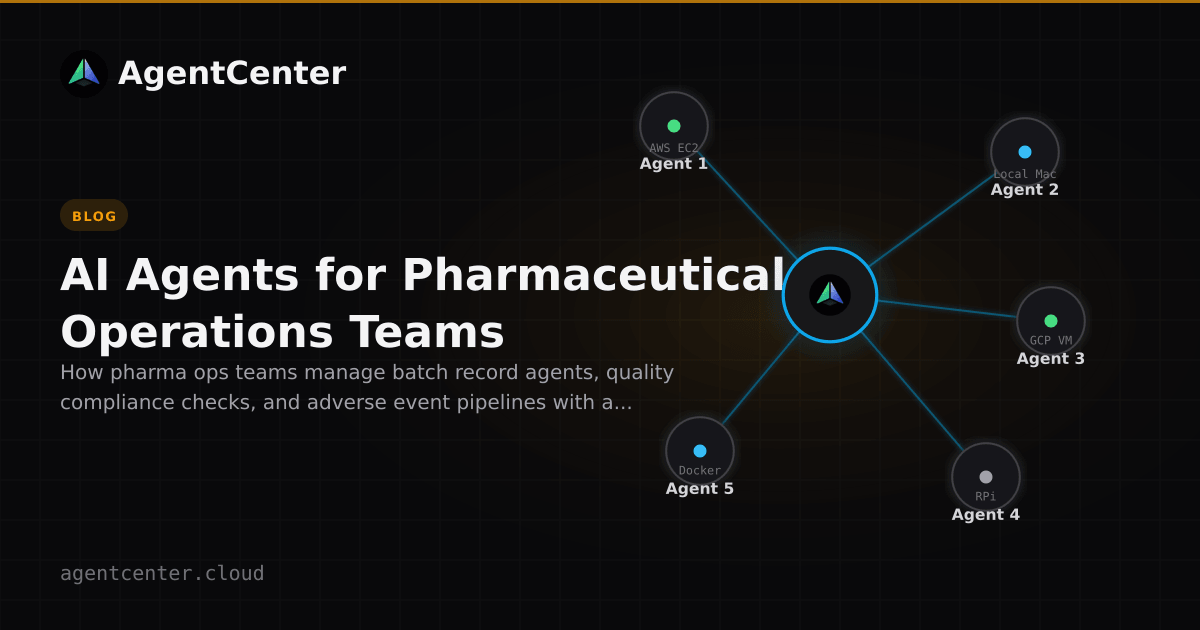 AgentCenter
BLOG
AI Agents for Pharmaceutical
Operations Teams
How pharma ops teams manage batch record agents, quality
compliance checks, and adverse event pipelines with a...
agentcenter.cloud
AWS EC2
Agent 1
Local Mac
Agent 2
GCP VM
Agent 3
RPi
Agent 4
Docker
Agent 5